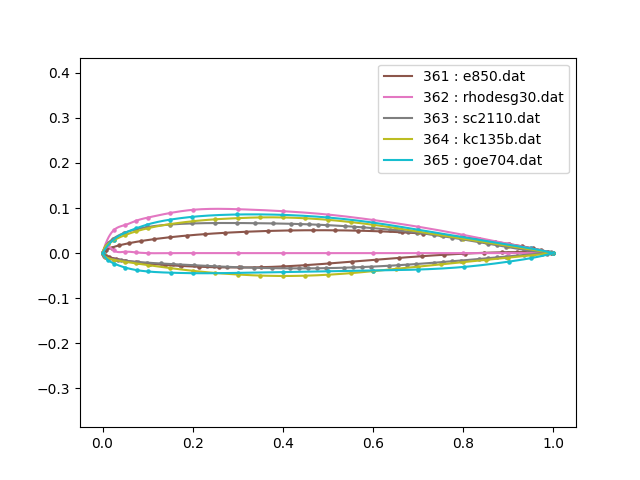 0.4
0.3
0.2
0.1
0.0
−0.1
−0.2
−0.3
0.0 0.2 0.4 0.6 0.8 1.0
361 : e850.dat
362 : rhodesg30.dat
363 : sc2110.dat
364 : kc135b.dat
365 : goe704.dat